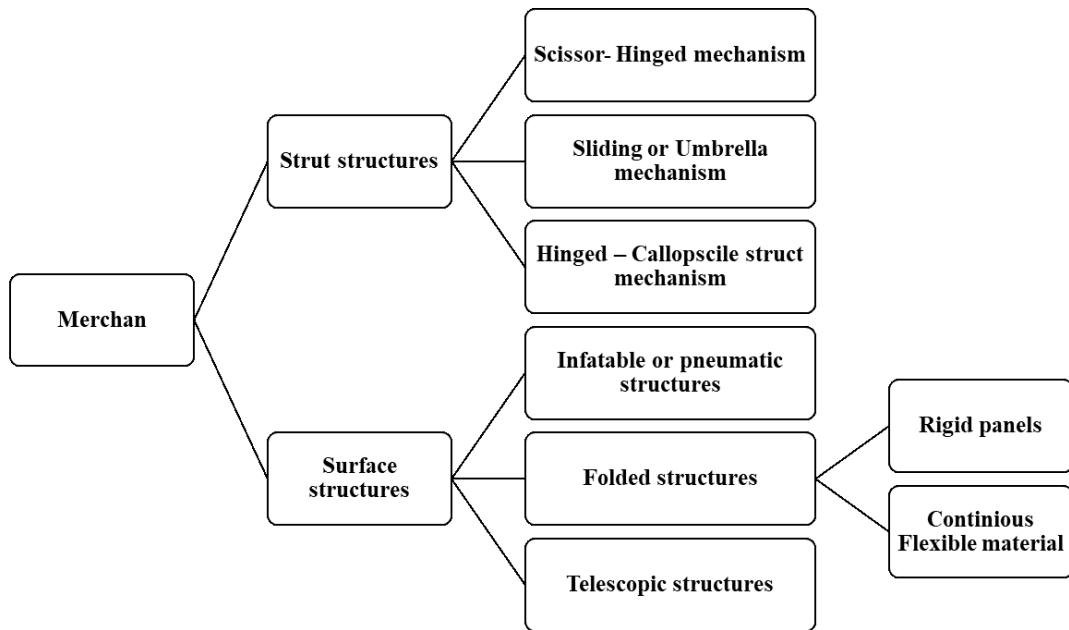 Merchan
Strut structures
Scissor- Hinged mechanism
Sliding or Umbrella
mechanism
Hinged – Callopscile struct
mechanism
Surface
structures
Infatable or pneumatic
structures
Folded structures
Rigid panels
Continious
Flexible material
Telescopic structures